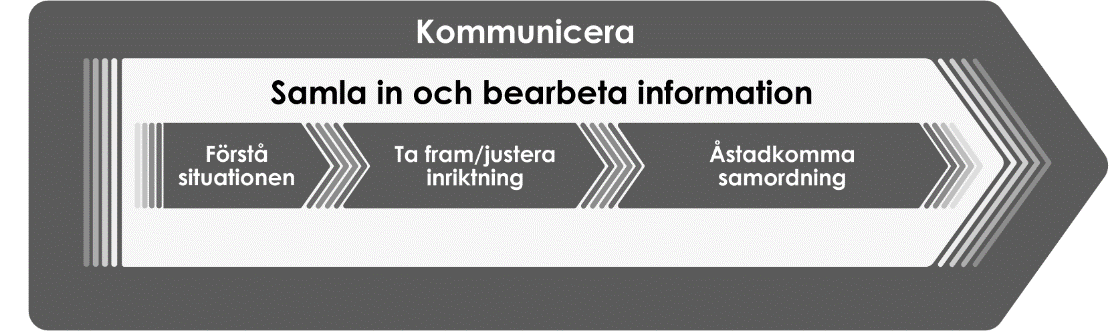 Kommunicera
Samla in och bearbeta information
Förstå
situationen
Ta fram/justera
inriktning
Åstadkomma
samordning